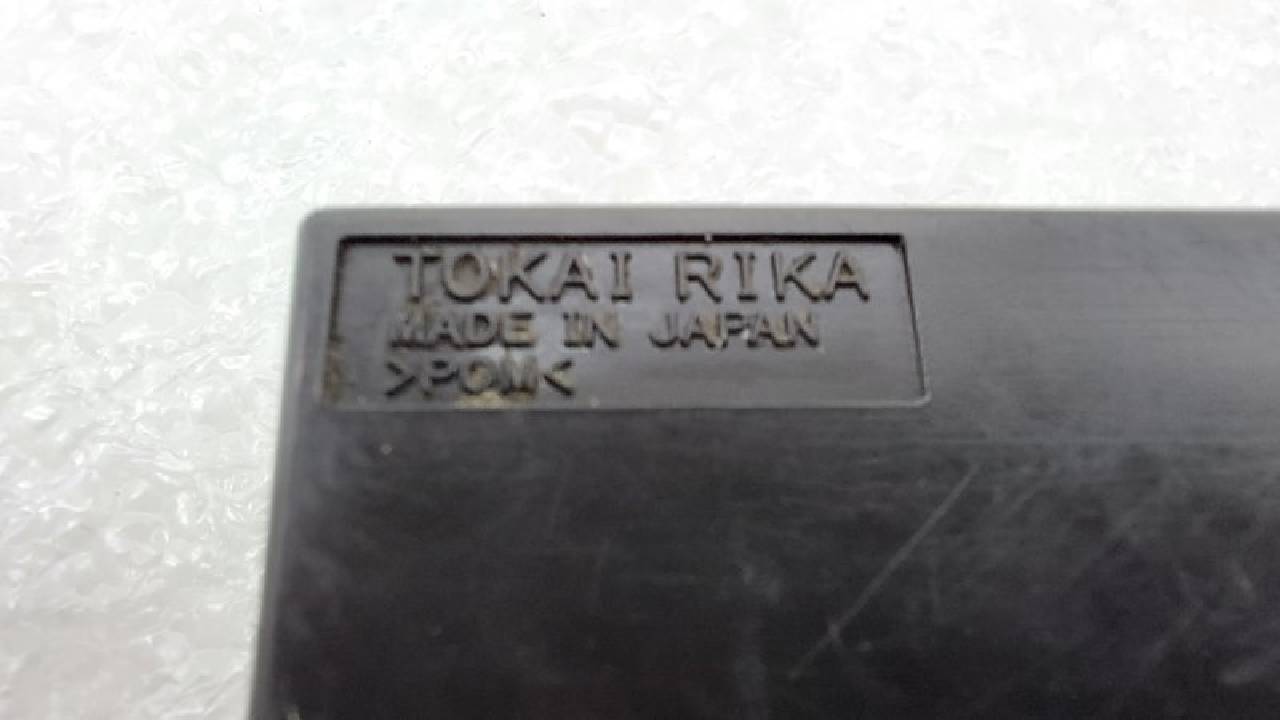 TOKAI RIKA
MADE IN JAPAN
>POM<